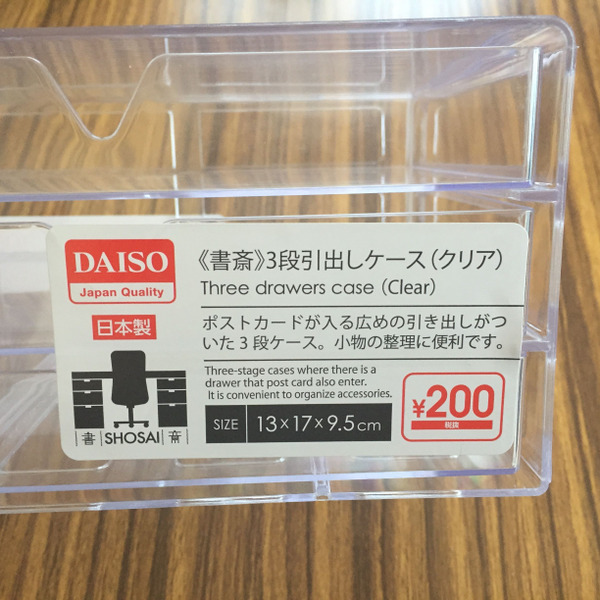 DAISO
Japan Quality
日本製
書 SHOSAI 斎
《書斎》3段引出しケース(クリア)
Three drawers case (Clear)
ポストカードが入る広めの引き出しがつ
いた3段ケース。小物の整理に便利です。
Three-stage cases where there is a
drawer that post card also enter.
It is convenient to organize accessories.
SIZE 13×17×9.5cm
¥200
税抜